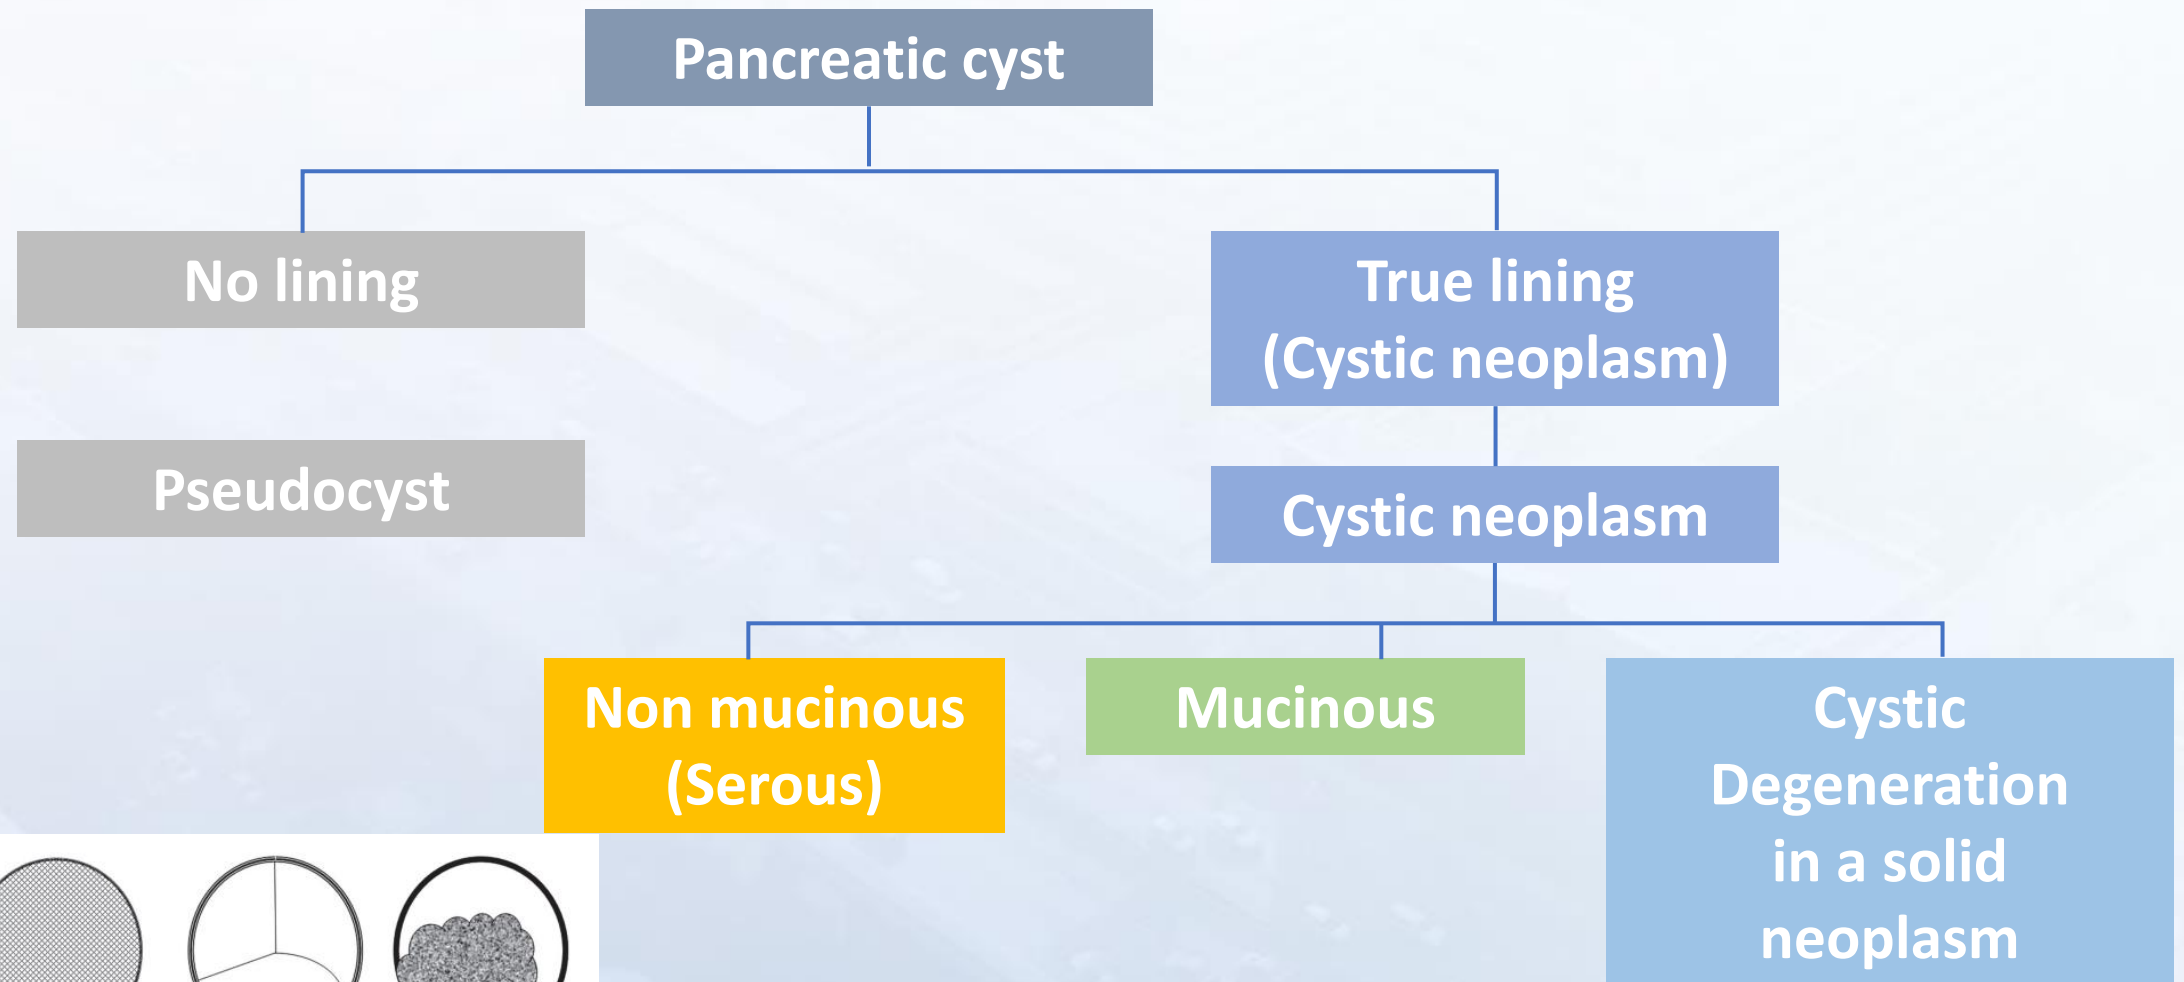 Pancreatic cyst
No lining
True lining
(Cystic neoplasm)
Pseudocyst
Cystic neoplasm
Non mucinous
(Serous)
Mucinous
Cystic
Degeneration
in a solid
neoplasm